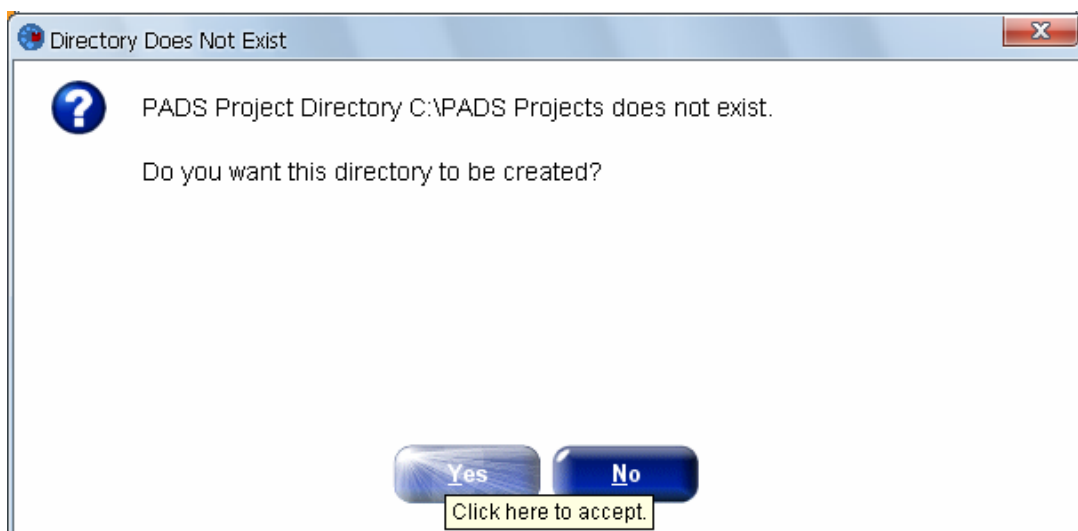 Directory Does Not Exist
PADS Project Directory C:\PADS Projects does not exist.
Do you want this directory to be created?
Yes No
Click here to accept.